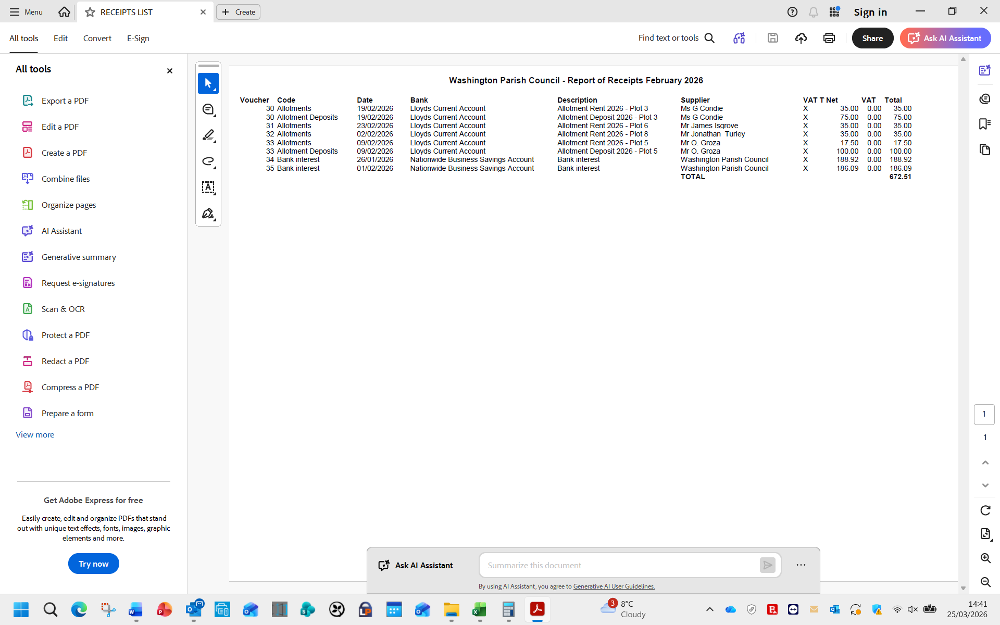 Menu
RECEIPTS LIST
Create
Sign in
All tools
Edit
Convert
E-Sign
Find text or tools
Share
Ask AI Assistant
All tools
Export a PDF
Edit a PDF
Create a PDF
Combine files
Organize pages
AI Assistant
Generative summary
Request e-signatures
Scan & OCR
Protect a PDF
Redact a PDF
Compress a PDF
Prepare a form
View more
Get Adobe Express for free
Easily create, edit and organize PDFs that stand
out with unique text effects, fonts, images, graphic
elements and more.
Try now
Washington Parish Council - Report of Receipts February 2026
Voucher Code Date Bank Description Supplier VAT T Net VAT Total
30 Allotments 19/02/2026 Lloyds Current Account Allotment Rent 2026 - Plot 3 Ms G Condie X 35.00 0.00 35.00
30 Allotment Deposits 19/02/2026 Lloyds Current Account Allotment Deposit 2026 - Plot 3 Ms G Condie X 75.00 0.00 75.00
31 Allotments 23/02/2026 Lloyds Current Account Allotment Rent 2026 - Plot 6 Mr James Isgrove X 35.00 0.00 35.00
32 Allotments 02/02/2026 Lloyds Current Account Allotment Rent 2026 - Plot 8 Mr Jonathan Turley X 35.00 0.00 35.00
33 Allotments 09/02/2026 Lloyds Current Account Allotment Rent 2026 - Plot 5 Mr O. Groza X 17.50 0.00 17.50
33 Allotment Deposits 09/02/2026 Lloyds Current Account Allotment Deposit 2026 - Plot 5 Mr O. Groza X 100.00 0.00 100.00
34 Bank interest 26/01/2026 Nationwide Business Savings Account Bank interest Washington Parish Council X 188.92 0.00 188.92
35 Bank interest 01/02/2026 Nationwide Business Savings Account Bank interest Washington Parish Council X 186.09 0.00 186.09
TOTAL 672.51
1
1
Ask AI Assistant
Summarize this document
By using AI Assistant, you agree to Generative AI User Guidelines.
3
8°C
Cloudy
14:41
25/03/2026